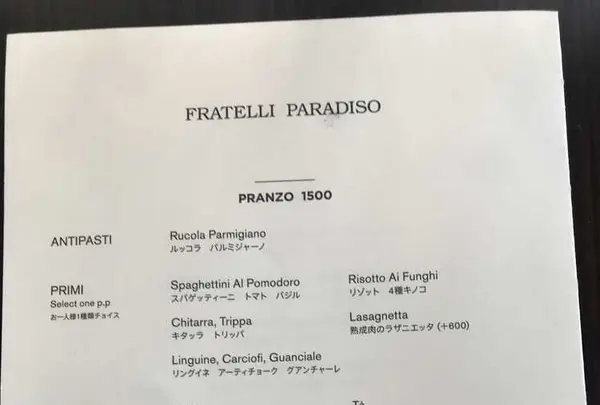 FRATELLI PARADISO
PRANZO 1500
ANTIPASTI
Rucola Parmigiano
ルッコラ パルミジャーノ
PRIMI
Select one p.p
お一人様1種類チョイス
Spaghettini Al Pomodoro
スパゲッティーニ トマト バジル
Risotto Ai Funghi
リゾット 4種キノコ
Chitarra, Trippa
キタッラ トリッパ
Lasagnetta
熟成肉のラザニエッタ (+600)
Linguine, Carciofi, Guanciale
リングイネ アーティチョーク グアンチャーレ